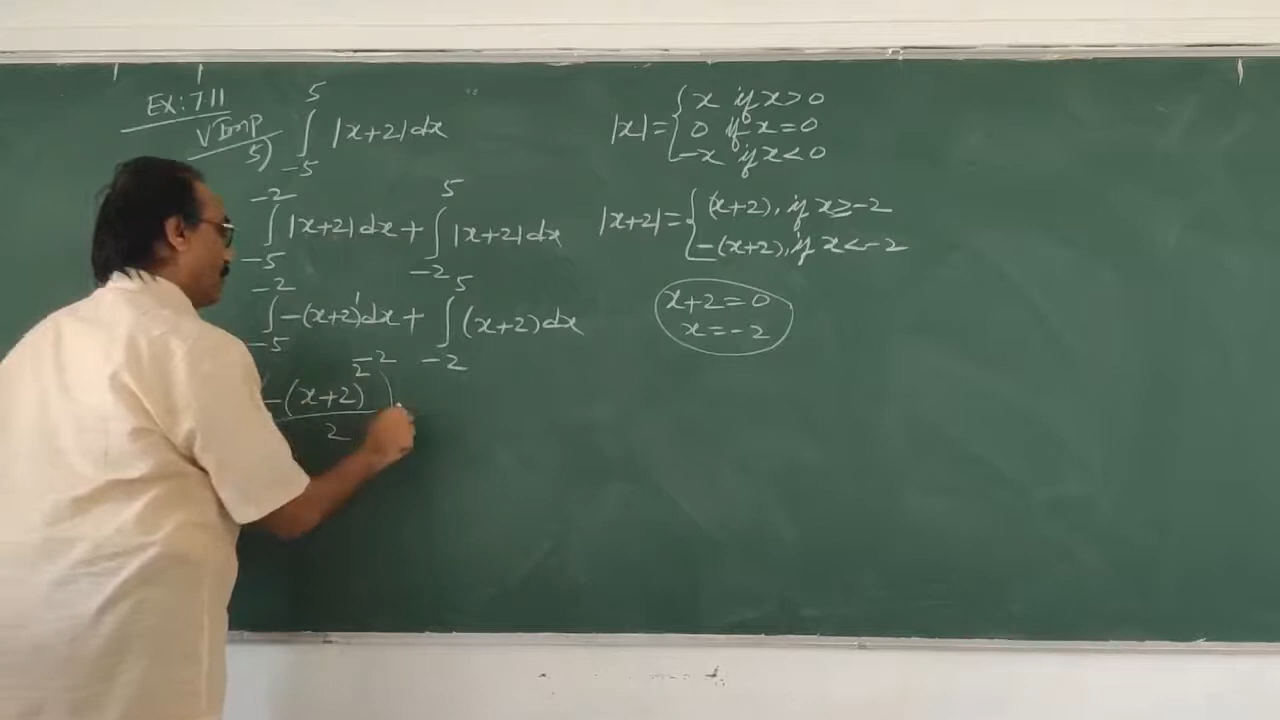 Ex: 7.11
√Imp
5) ∫₋₅⁵ |x+2| dx
∫₋₅⁻² |x+2| dx + ∫₋₂⁵ |x+2| dx
∫₋₅⁻² -(x+2)¹ dx + ∫₋₂⁵ (x+2) dx
-(x+2)² / 2 ]⁻²
|x| = { x if x > 0
0 if x = 0
-x if x < 0
|x+2| = { (x+2), if x ≥ -2
-(x+2), if x < -2
x+2 = 0
x = -2